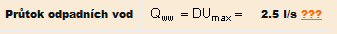 Průtok odpadních vod Qww = DUmax = 2.5 l/s ???